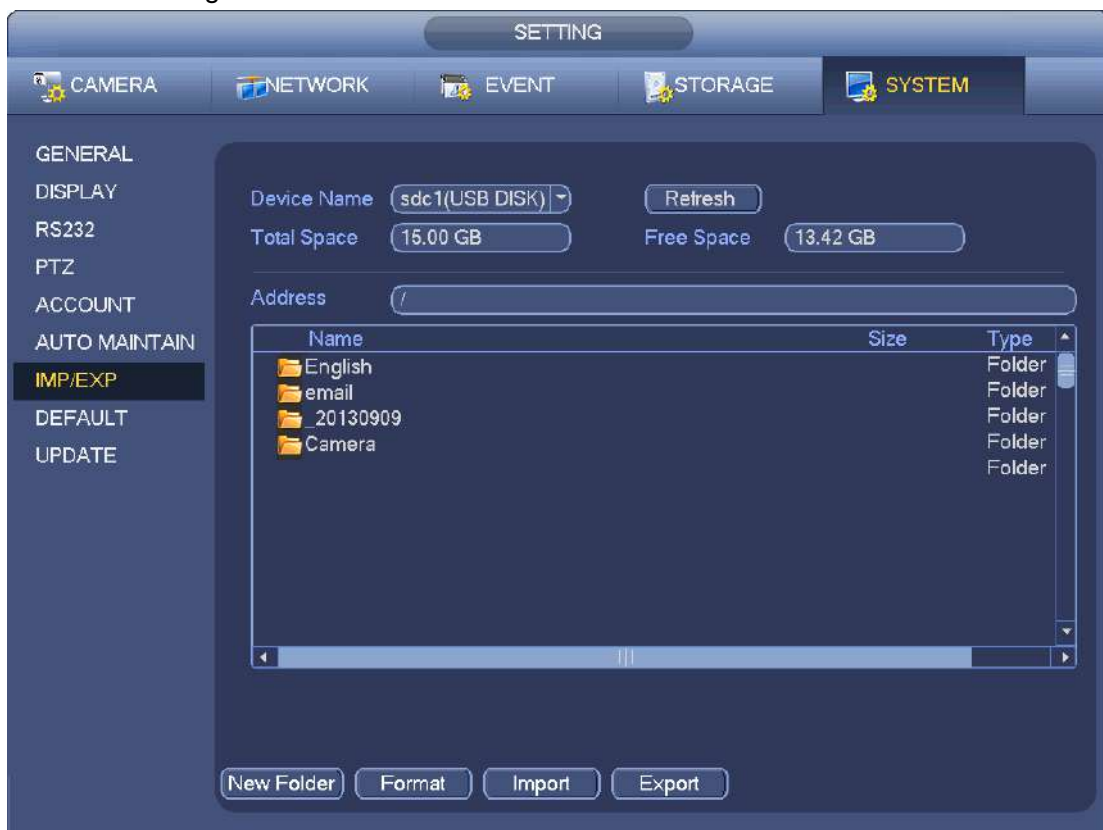 SETTING
CAMERA NETWORK EVENT STORAGE SYSTEM
GENERAL
DISPLAY
RS232
PTZ
ACCOUNT
AUTO MAINTAIN
IMP/EXP
DEFAULT
UPDATE
Device Name sdc1(USB DISK) Refresh
Total Space 15.00 GB Free Space 13.42 GB
Address /
Name Size Type
English Folder
email Folder
_20130909 Folder
Camera Folder
Folder
New Folder Format Import Export